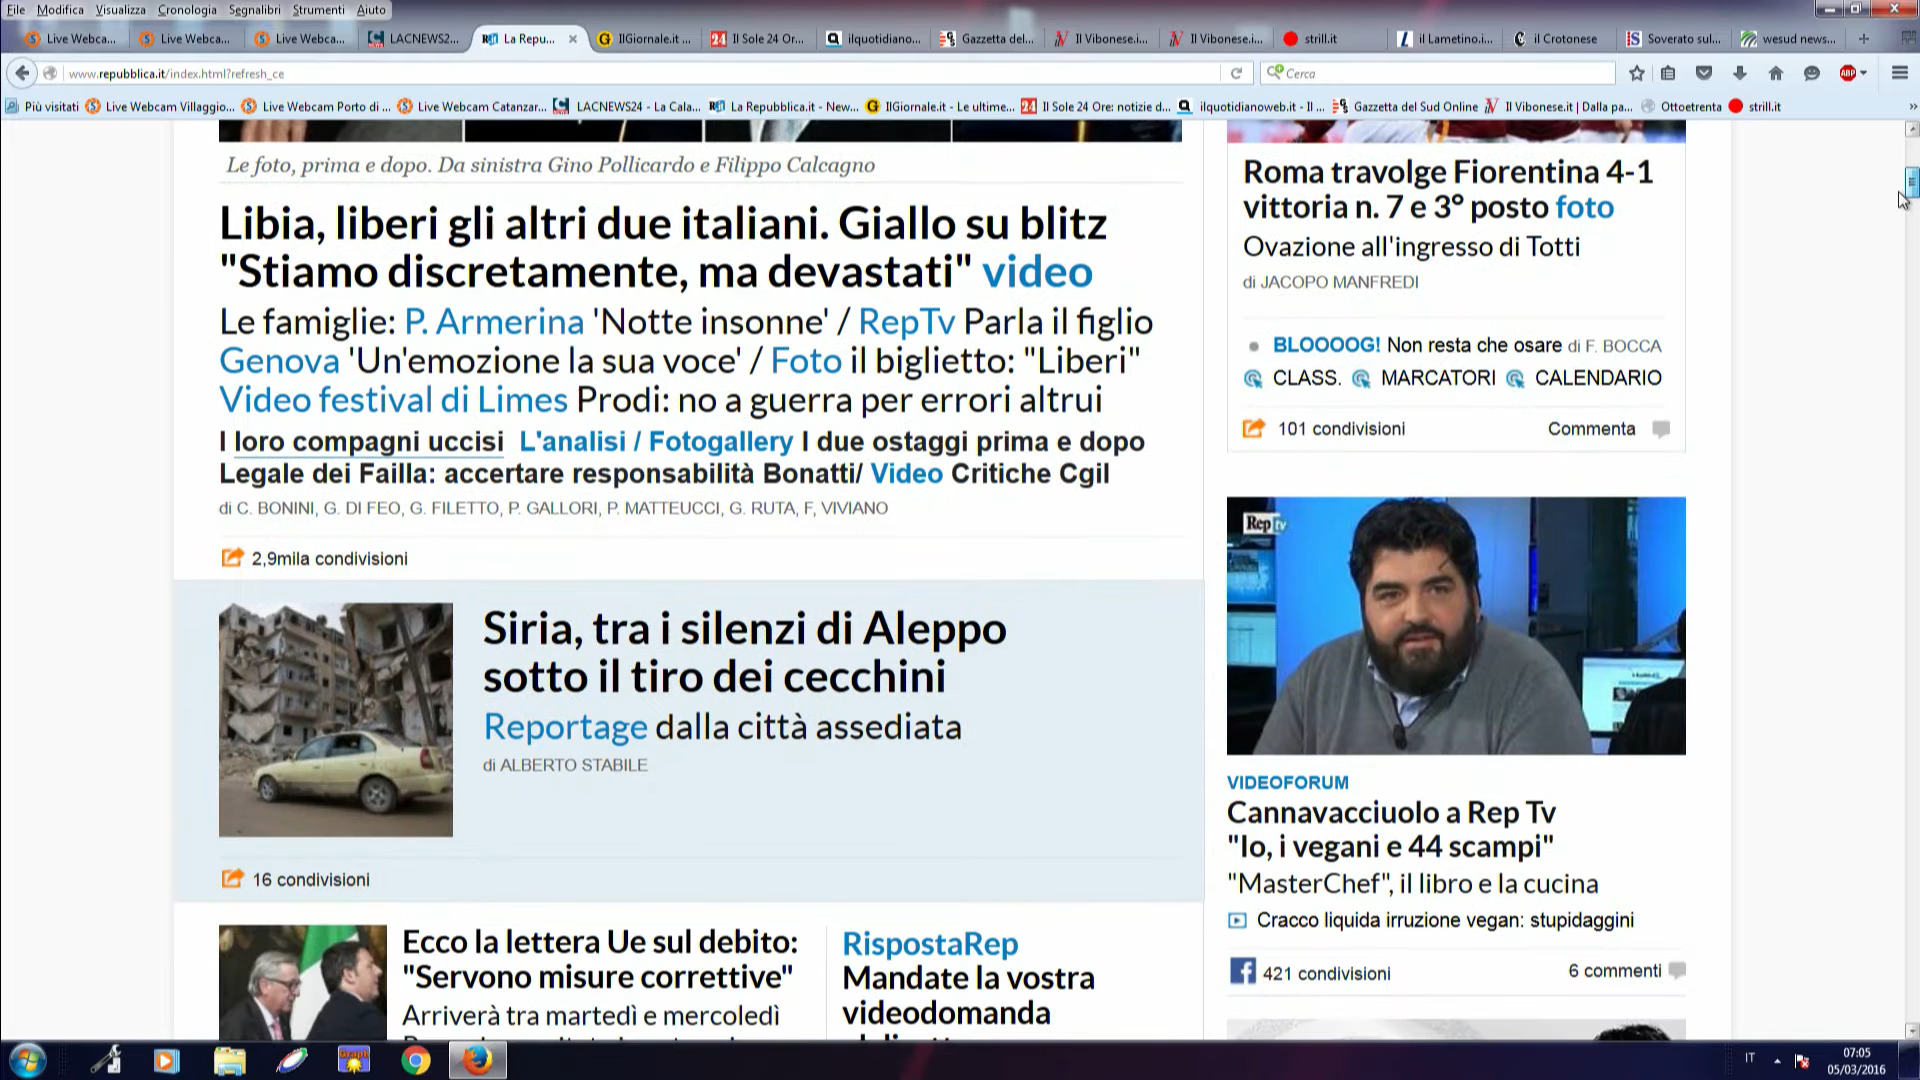 File Modifica Visualizza Cronologia Segnalibri Strumenti Aiuto
Live Webca... Live Webca... Live Webca... LACNEWS2... La Repu... IlGiornale.it ... Il Sole 24 Or... ilquotidiano... Gazzetta del... Il Vibonese.i... Il Vibonese.i... strill.it il Lametino.i... il Crotonese Soverato sul... wesud news...
www.repubblica.it/index.html?refresh_ce
Cerca
ABP
Più visitati Live Webcam Villaggio... Live Webcam Porto di ... Live Webcam Catanzar... LACNEWS24 - La Cala... La Repubblica.it - New... IlGiornale.it - Le ultime... Il Sole 24 Ore: notizie d... ilquotidianoweb.it - Il ... Gazzetta del Sud Online Il Vibonese.it | Dalla pa... Ottoetrenta strill.it
Le foto, prima e dopo. Da sinistra Gino Pollicardo e Filippo Calcagno
Libia, liberi gli altri due italiani. Giallo su blitz
"Stiamo discretamente, ma devastati" video
Le famiglie: P. Armerina 'Notte insonne' / RepTv Parla il figlio
Genova 'Un'emozione la sua voce' / Foto il biglietto: "Liberi"
Video festival di Limes Prodi: no a guerra per errori altrui
I loro compagni uccisi L'analisi / Fotogallery I due ostaggi prima e dopo
Legale dei Failla: accertare responsabilità Bonatti/ Video Critiche Cgil
di C. BONINI, G. DI FEO, G. FILETTO, P. GALLORI, P. MATTEUCCI, G. RUTA, F, VIVIANO
2,9mila condivisioni
Siria, tra i silenzi di Aleppo
sotto il tiro dei cecchini
Reportage dalla città assediata
di ALBERTO STABILE
16 condivisioni
Ecco la lettera Ue sul debito:
"Servono misure correttive"
Arriverà tra martedì e mercoledì
RispostaRep
Mandate la vostra
videodomanda
Roma travolge Fiorentina 4-1
vittoria n. 7 e 3° posto foto
Ovazione all'ingresso di Totti
di JACOPO MANFREDI
BLOOOOG! Non resta che osare di F. BOCCA
CLASS. MARCATORI CALENDARIO
101 condivisioni Commenta
Rep tv
VIDEOFORUM
Cannavacciuolo a Rep Tv
"Io, i vegani e 44 scampi"
"MasterChef", il libro e la cucina
Cracco liquida irruzione vegan: stupidaggini
421 condivisioni 6 commenti
IT
07:05
05/03/2016